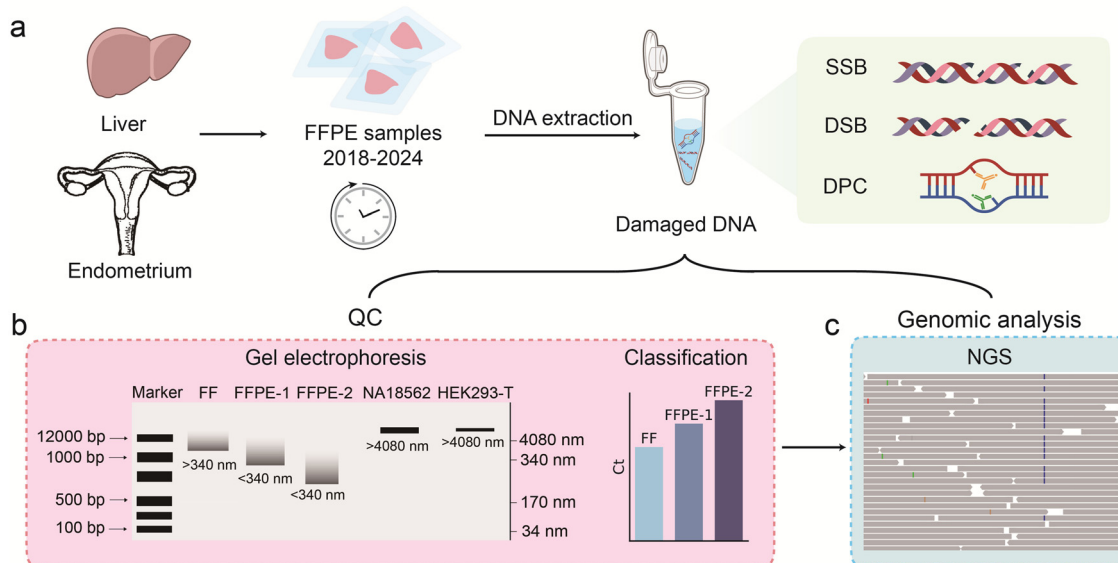 a
Liver
Endometrium
FFPE samples
2018-2024
DNA extraction
Damaged DNA
SSB
DSB
DPC
b
QC
Gel electrophoresis
Marker FF FFPE-1 FFPE-2 NA18562 HEK293-T
12000 bp
1000 bp
500 bp
100 bp
>340 nm
<340 nm
<340 nm
>4080 nm
>4080 nm
4080 nm
340 nm
170 nm
34 nm
Classification
Ct
FF
FFPE-1
FFPE-2
c
Genomic analysis
NGS